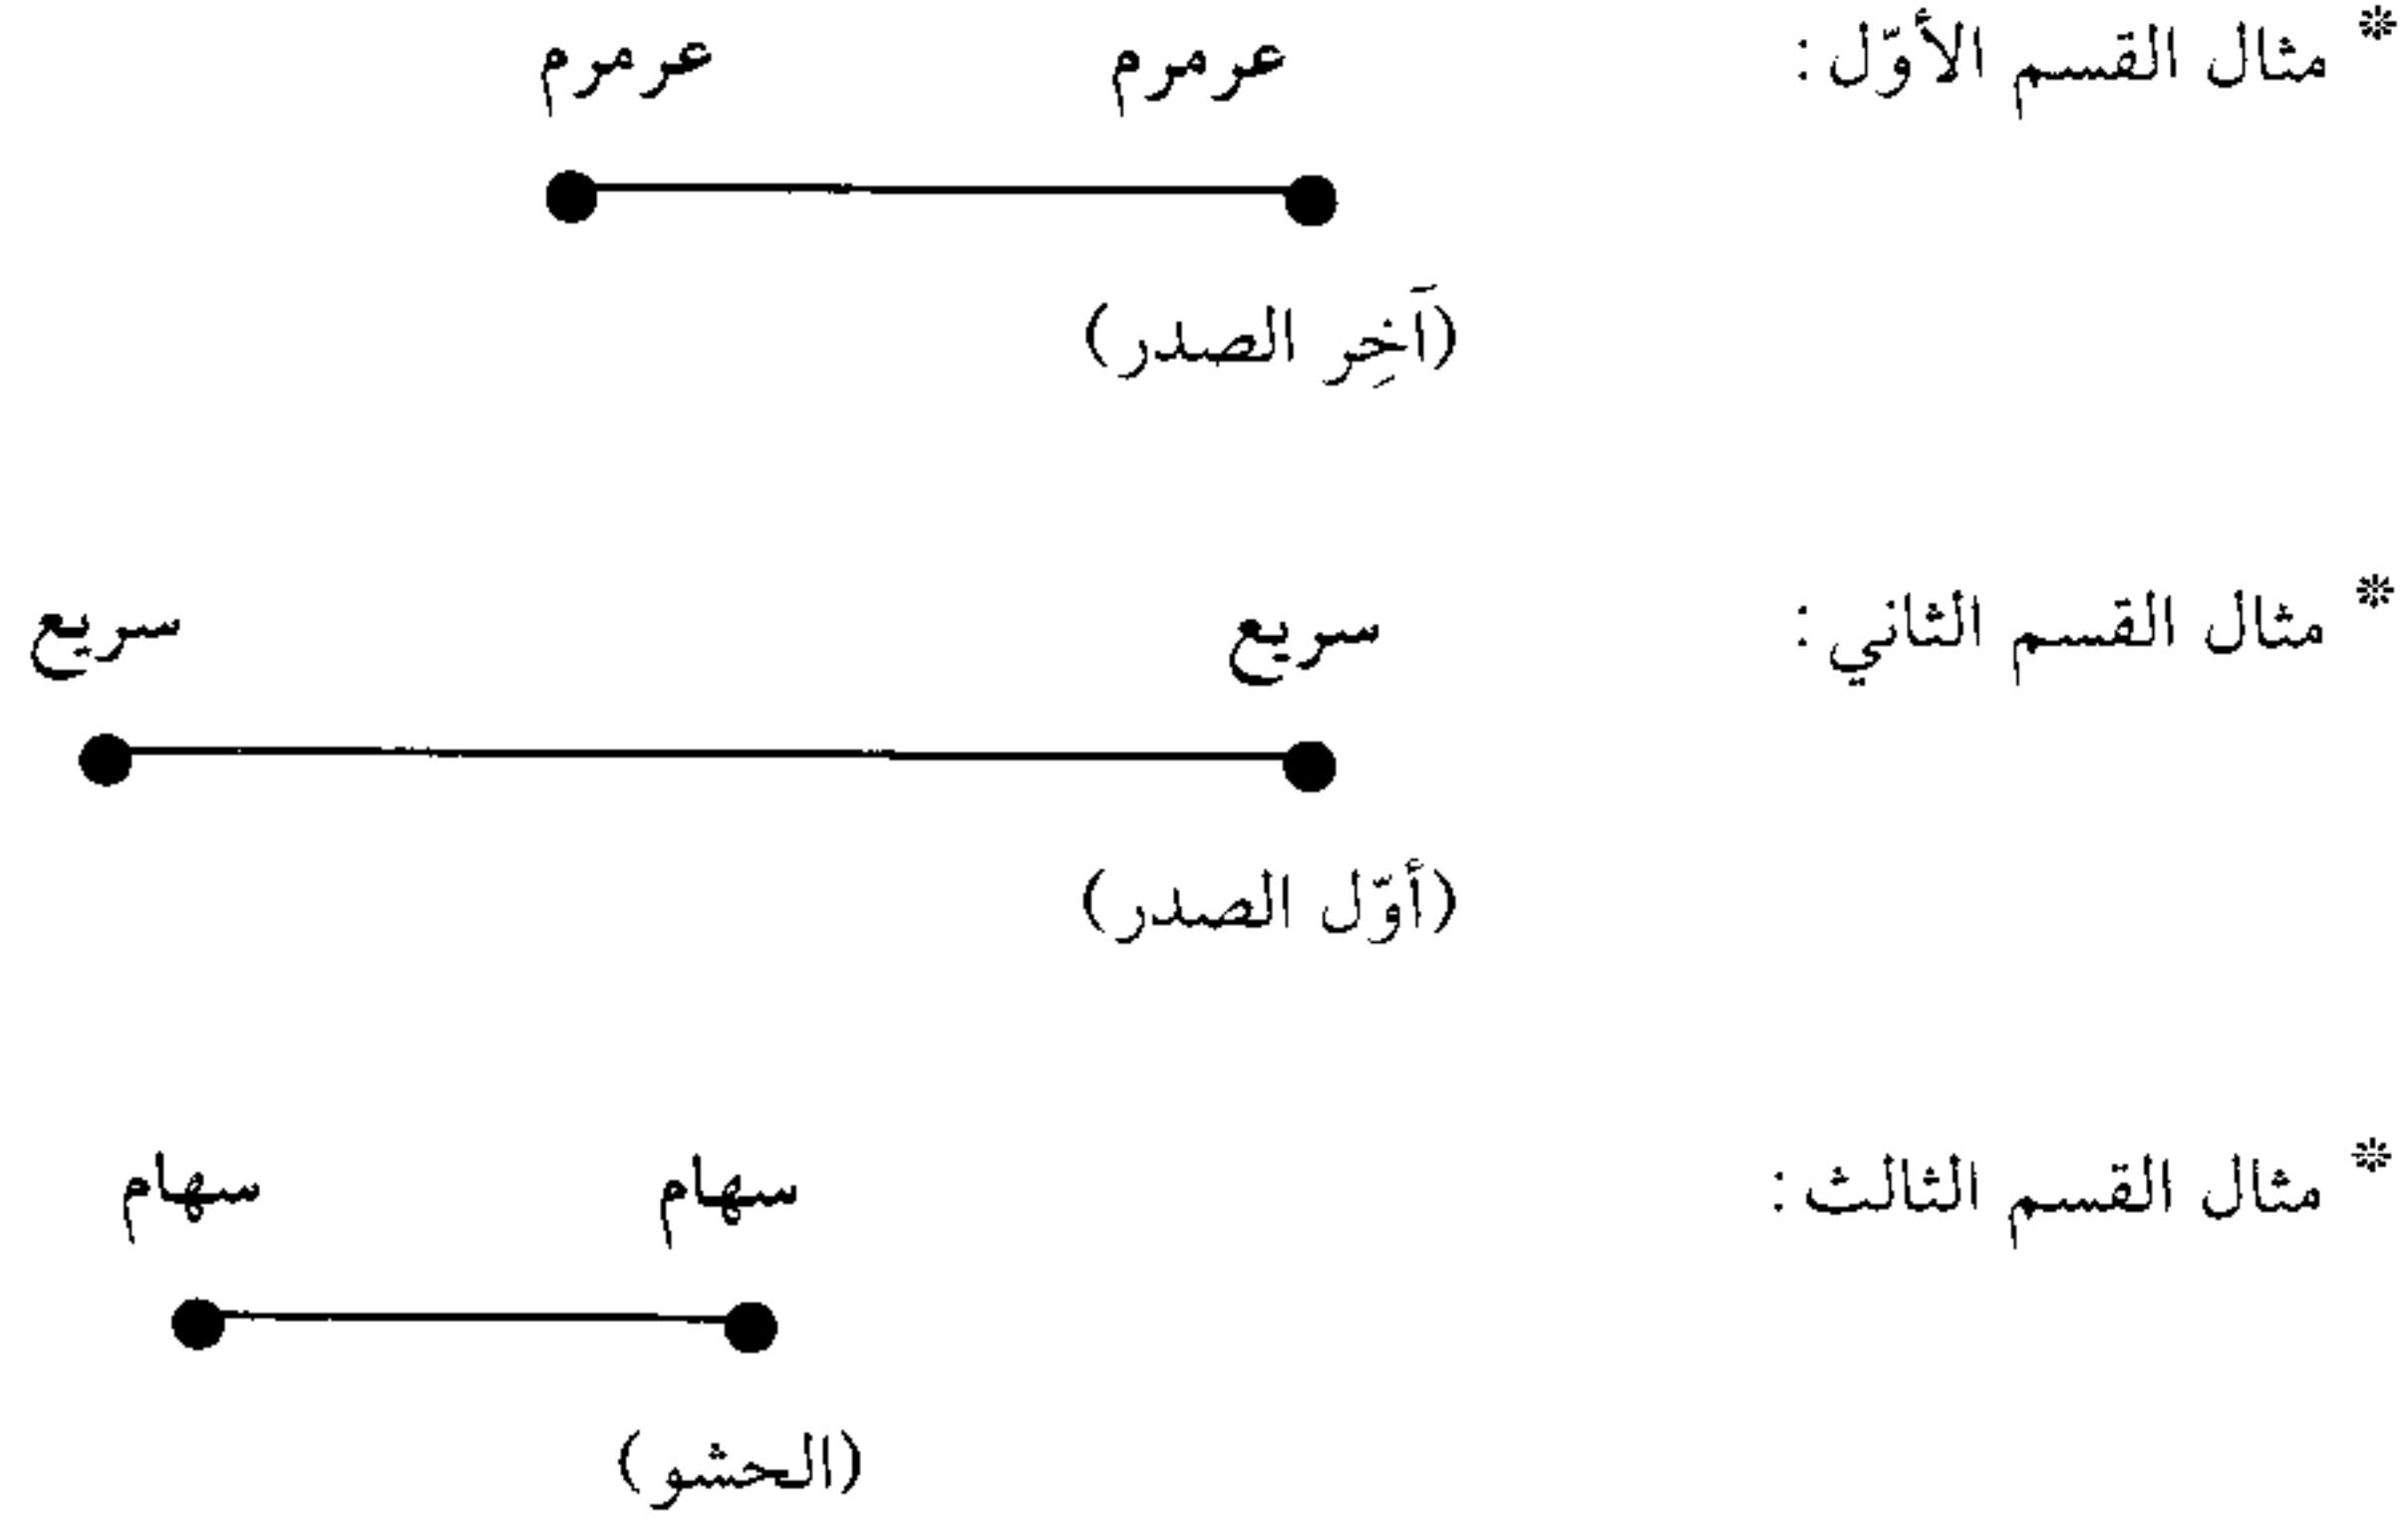 * مثال القسم الأوّل : عرمرم عرمرم
(آخِر الصدر)
* مثال القسم الثاني : سريع سريع
(أوّل الصدر)
* مثال القسم الثالث : سهام سهام
(الحشو)